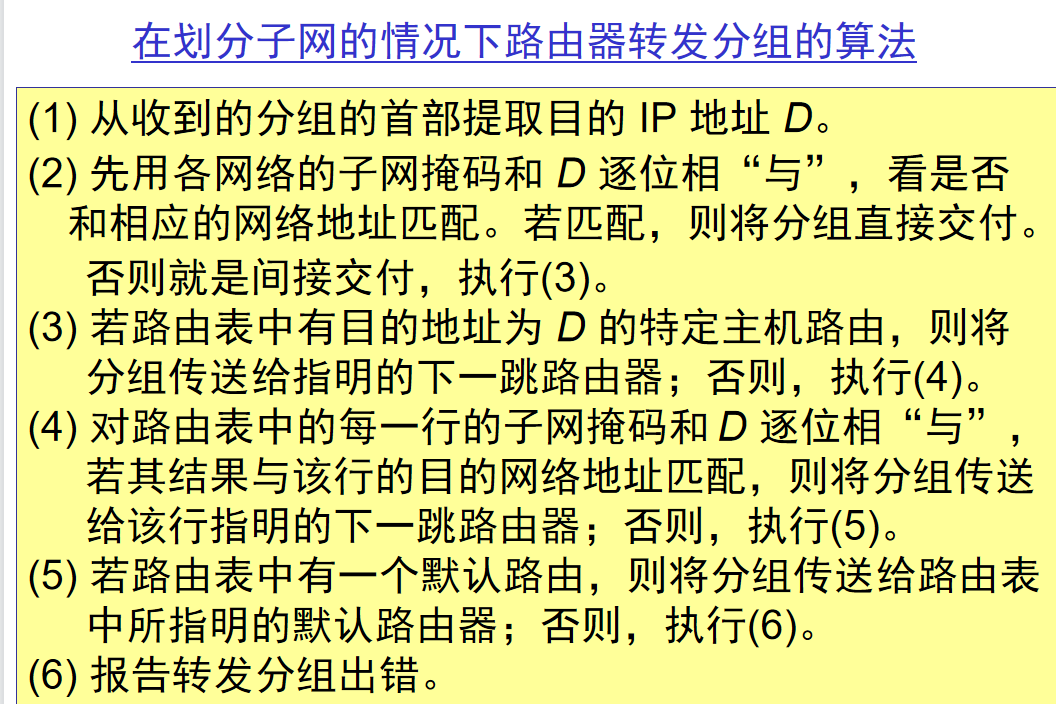 在划分子网的情况下路由器转发分组的算法
(1) 从收到的分组的首部提取目的 IP 地址 D。
(2) 先用各网络的子网掩码和 D 逐位相“与”，看是否
和相应的网络地址匹配。若匹配，则将分组直接交付。
否则就是间接交付，执行(3)。
(3) 若路由表中有目的地址为 D 的特定主机路由，则将
分组传送给指明的下一跳路由器；否则，执行(4)。
(4) 对路由表中的每一行的子网掩码和 D 逐位相“与”，
若其结果与该行的目的网络地址匹配，则将分组传送
给该行指明的下一跳路由器；否则，执行(5)。
(5) 若路由表中有一个默认路由，则将分组传送给路由表
中所指明的默认路由器；否则，执行(6)。
(6) 报告转发分组出错。